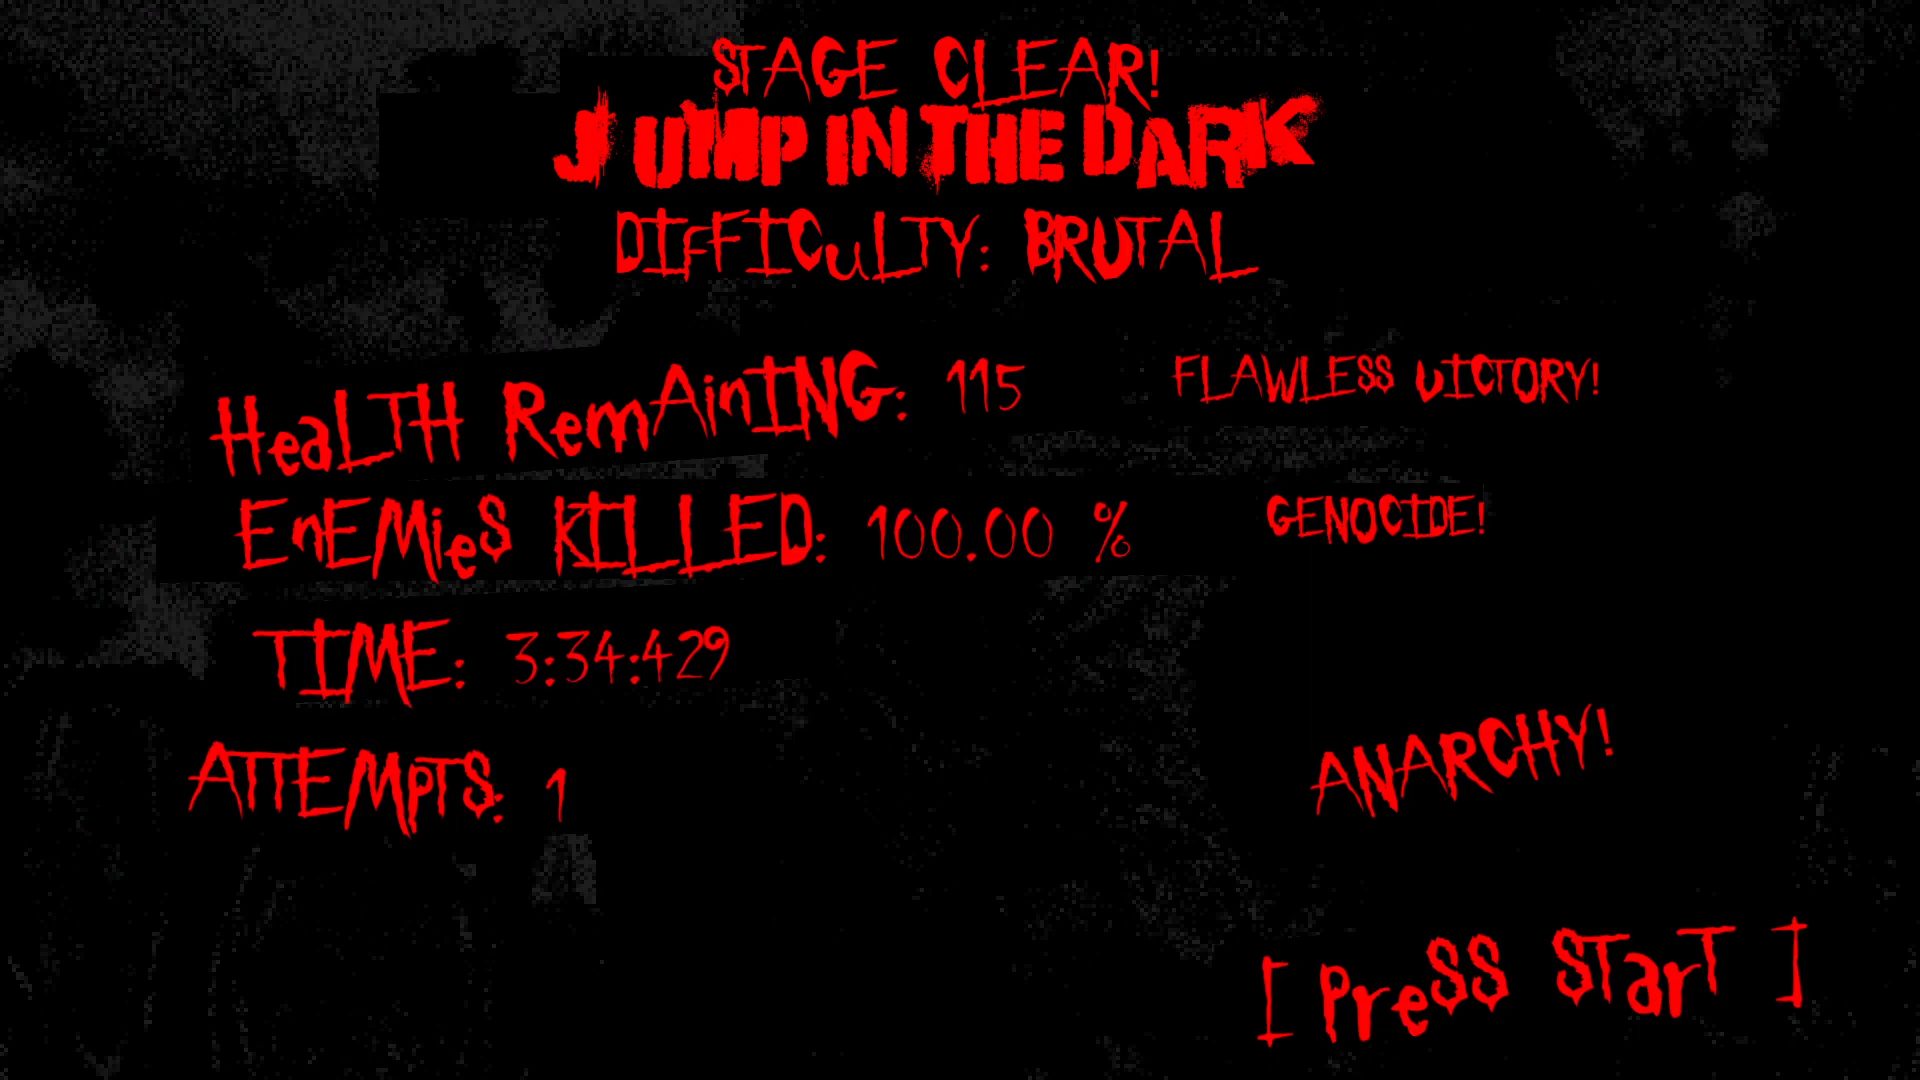 STAGE CLEAR!
JUMP IN THE DARK
DIFFICuLTY: BRUTAL
HeaLTH RemAinING: 115 FLAWLESS VICTORY!
EnEMieS KILLED: 100.00 % GENOCIDE!
TIME: 3:34:429
ATTEMPTS: 1 ANARCHY!
[ PreSS STarT ]